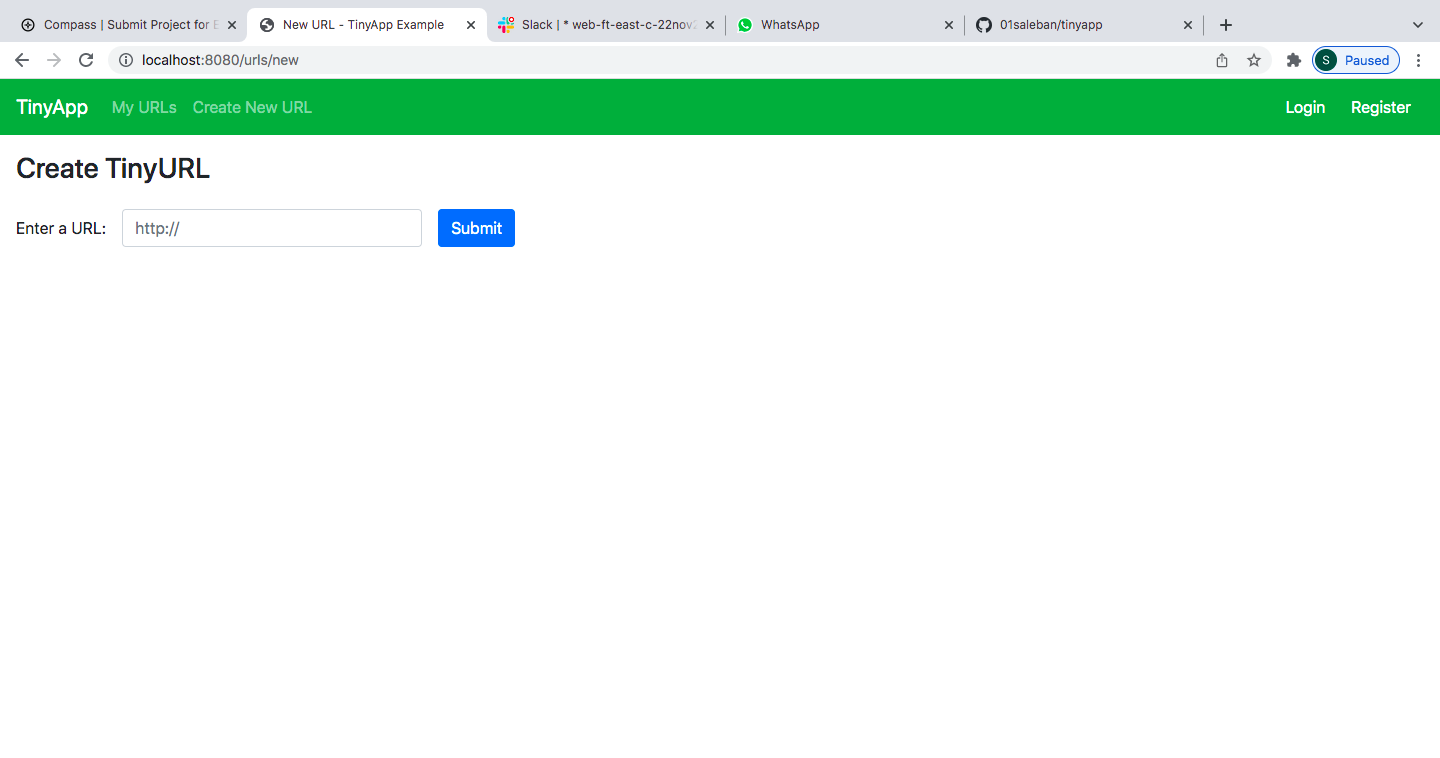 Compass | Submit Project for E
New URL - TinyApp Example
Slack | * web-ft-east-c-22nov2
WhatsApp
01saleban/tinyapp
localhost:8080/urls/new
S
Paused
TinyApp
My URLs
Create New URL
Login
Register
Create TinyURL
Enter a URL:
http://
Submit